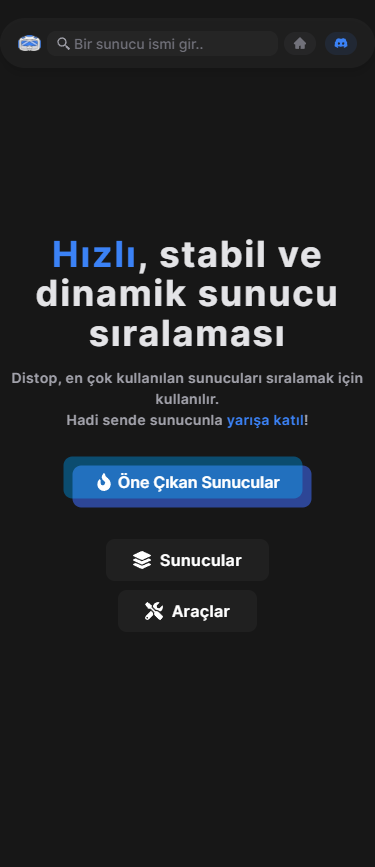 Bir sunucu ismi gir..
Hızlı, stabil ve
dinamik sunucu
sıralaması
Distop, en çok kullanılan sunucuları sıralamak için
kullanılır.
Hadi sende sunucunla yarışa katıl!
Öne Çıkan Sunucular
Sunucular
Araçlar